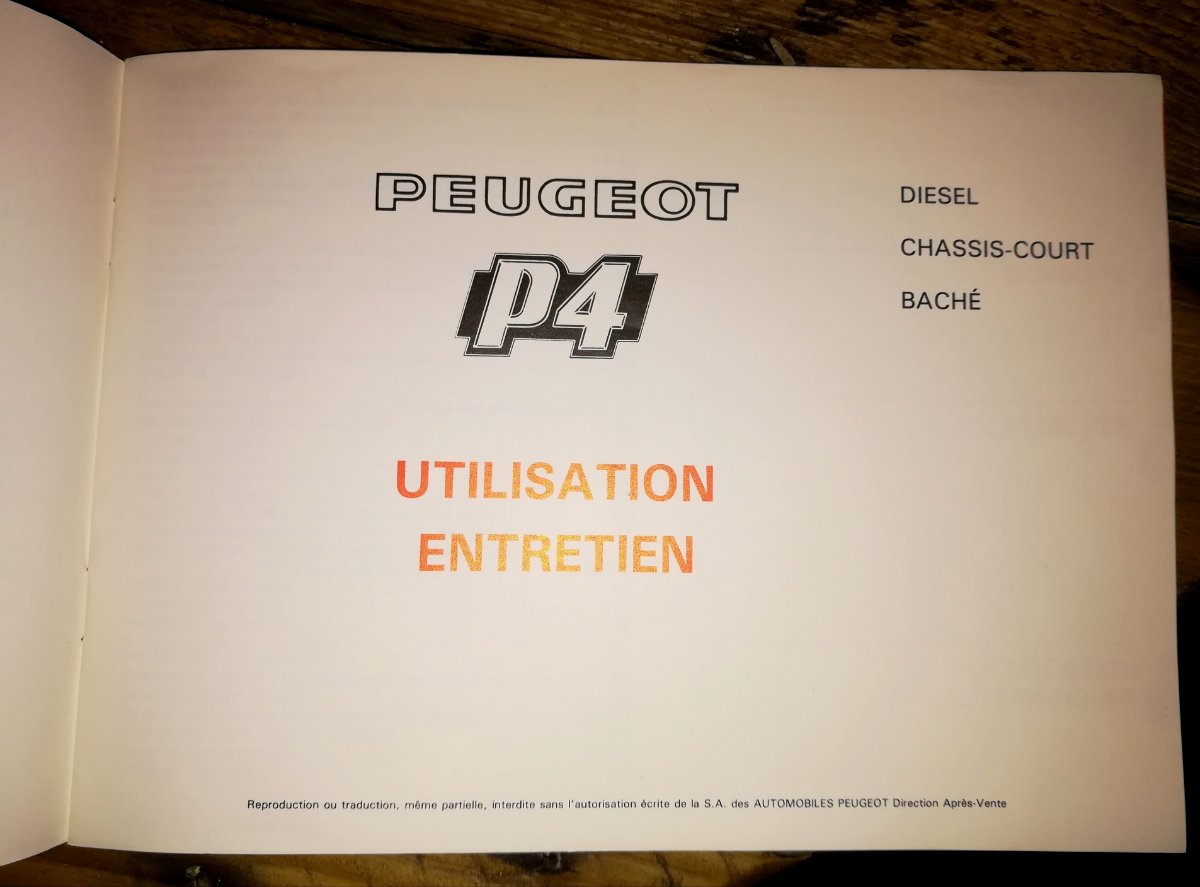 PEUGEOT
P4
DIESEL
CHASSIS-COURT
BACHÉ
UTILISATION
ENTRETIEN
Reproduction ou traduction, même partielle, interdite sans l'autorisation écrite de la S.A. des AUTOMOBILES PEUGEOT Direction Après-Vente